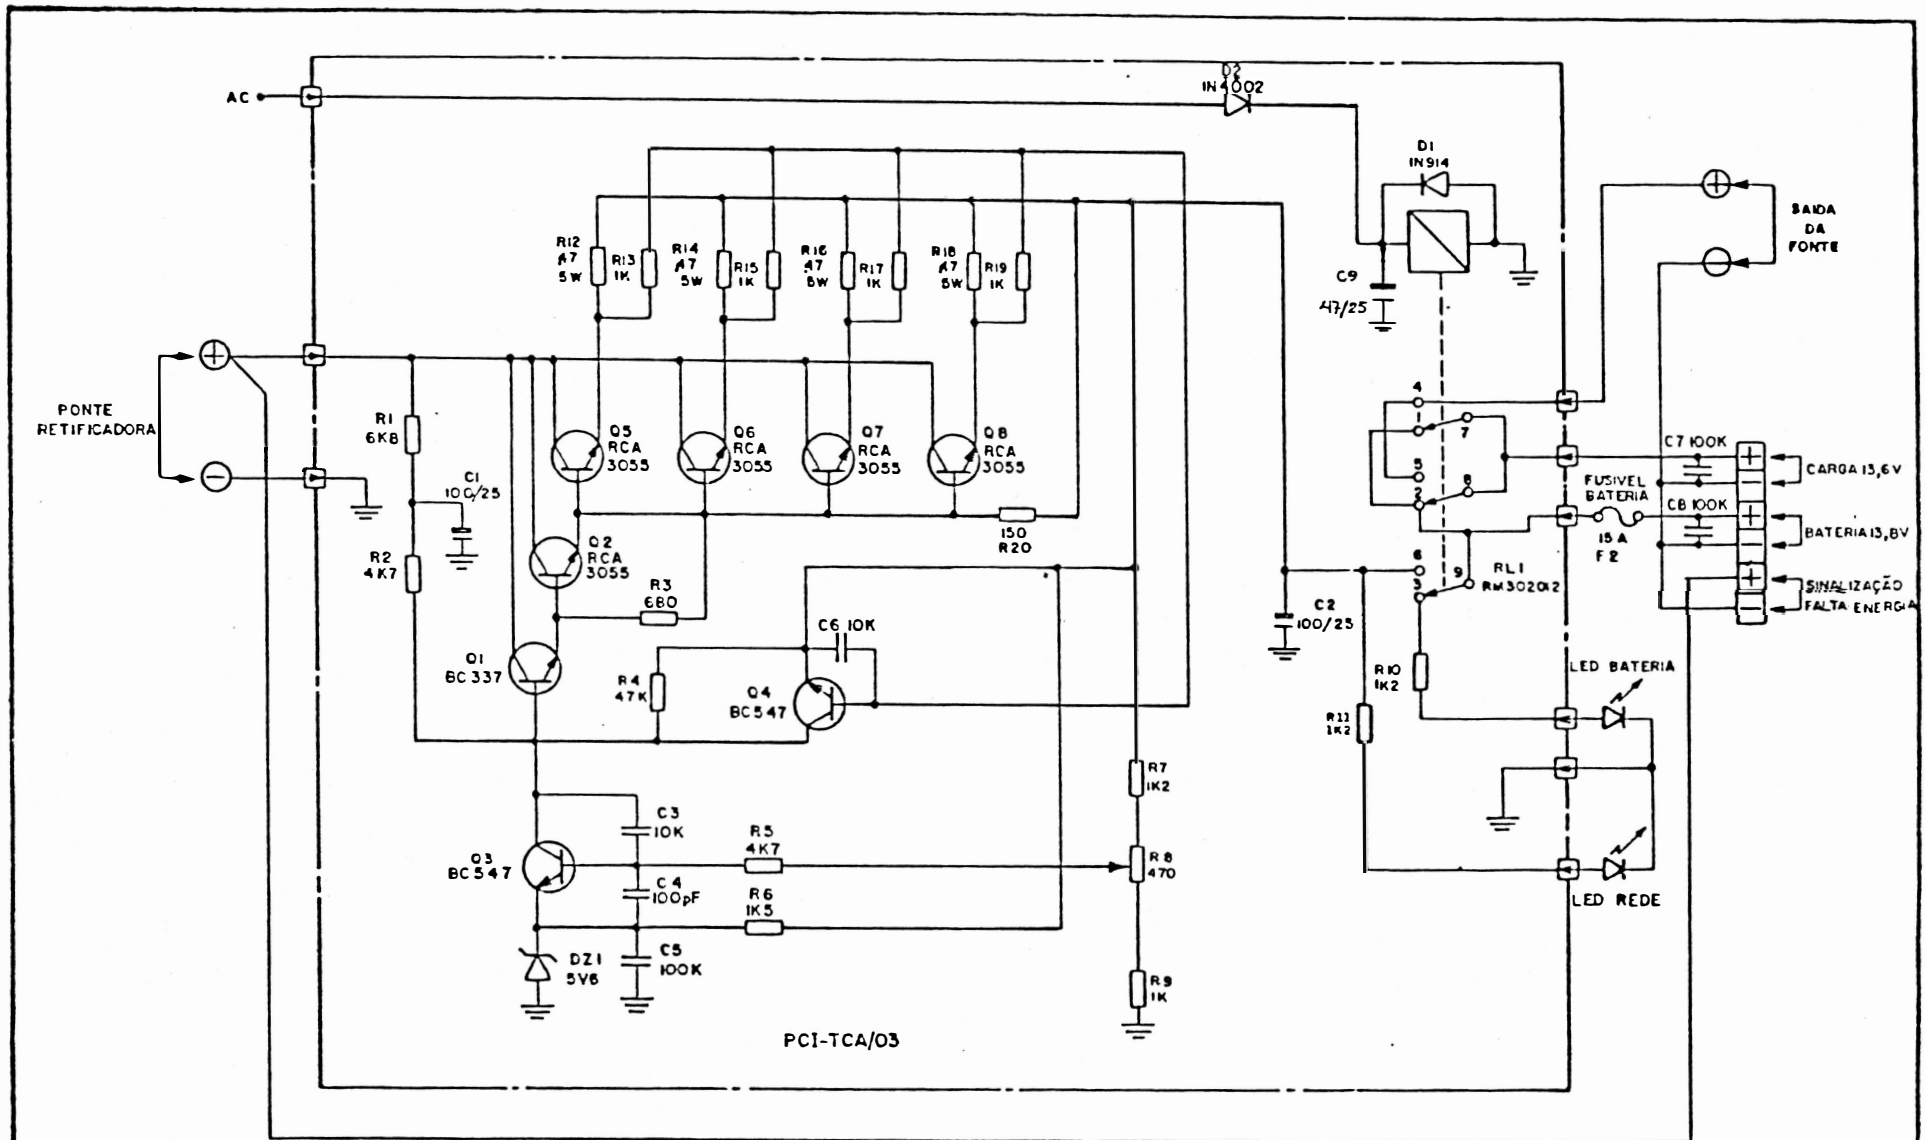 AC
D2
1N4002
D1
1N914
SAIDA
DA
FONTE
R12
.47
5W
R13
1K
R14
.47
5W
R15
1K
R16
.47
5W
R17
1K
R18
.47
5W
R19
1K
C9
47/25
PONTE
RETIFICADORA
R1
6K8
C1
100/25
R2
4K7
Q5
RCA
3055
Q6
RCA
3055
Q7
RCA
3055
Q8
RCA
3055
4
1
7
5
2
8
6
3
9
C7 100K
CARGA 13,6V
FUSIVEL
BATERIA
C8 100K
BATERIA 13,8V
15 A
F2
150
R20
Q2
RCA
3055
R3
680
RL1
RM302012
SINALIZAÇÃO
FALTA ENERGIA
C2
100/25
C6 10K
Q1
BC337
R4
47K
Q4
BC547
R10
1K2
LED BATERIA
R11
1K2
R7
1K2
C3
10K
R5
4K7
Q3
BC547
R8
470
C4
100pF
R6
1K5
LED REDE
DZ1
5V6
C5
100K
R9
1K
PCI-TCA/03